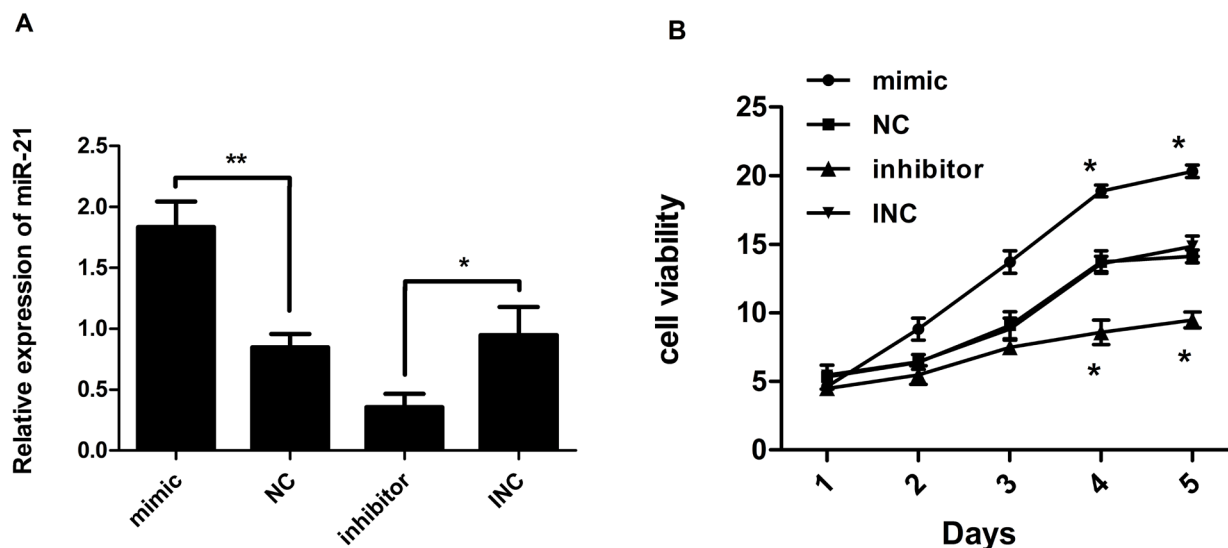 A
Relative expression of miR-21
2.5
2.0
1.5
1.0
0.5
0.0
**
*
mimic
NC
inhibitor
INC
B
mimic
NC
inhibitor
INC
cell viability
25
20
15
10
5
0
*
*
*
*
1
2
3
4
5
Days